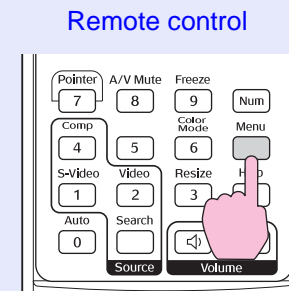 Remote control
Pointer A/V Mute Freeze
7 8 9 Num
Comp Color Mode Menu
4 5 6
S-Video Video Resize
1 2 3
Auto Search
0
Source Volume